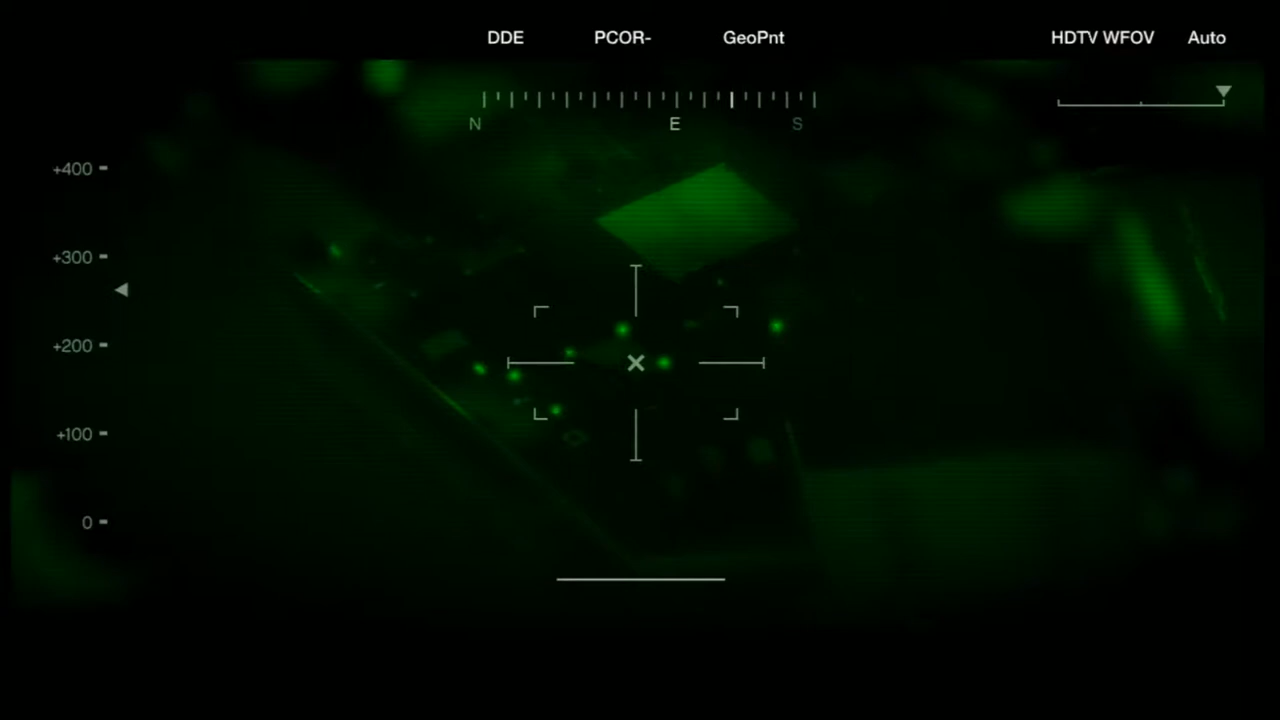 DDE PCOR- GeoPnt HDTV WFOV Auto
N E S
+400
+300
+200
+100
0